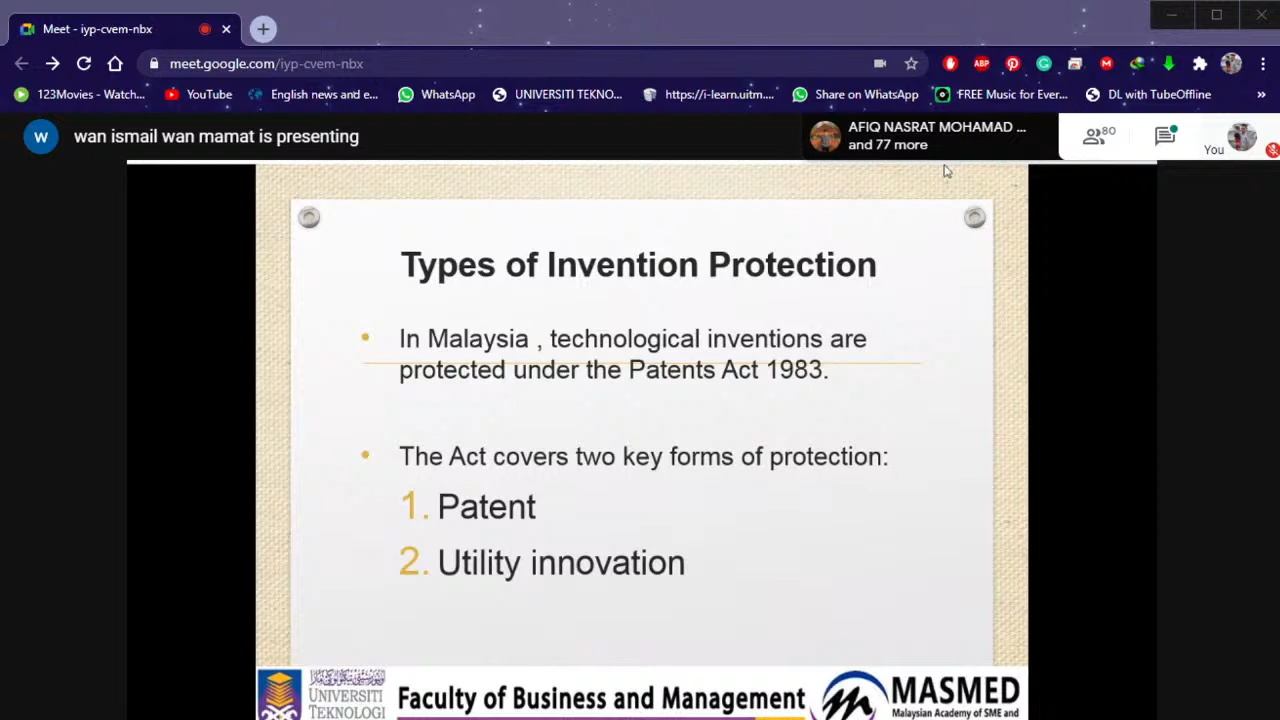 Meet - iyp-cvem-nbx
meet.google.com/iyp-cvem-nbx
123Movies - Watch...
YouTube
English news and e...
WhatsApp
UNIVERSITI TEKNO...
https://i-learn.uitm....
Share on WhatsApp
FREE Music for Ever...
DL with TubeOffline
»
W
wan ismail wan mamat is presenting
AFIQ NASRAT MOHAMAD ...
and 77 more
80
You
Types of Invention Protection
In Malaysia , technological inventions are
protected under the Patents Act 1983.
The Act covers two key forms of protection:
1. Patent
2. Utility innovation
UNIVERSITI
TEKNOLOGI
Faculty of Business and Management
MASMED
Malaysian Academy of SME and